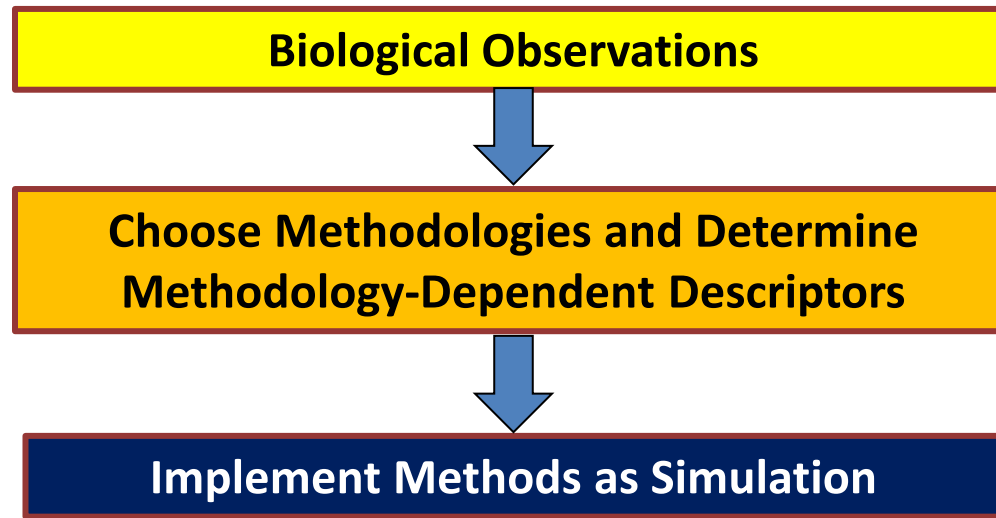 Biological Observations
Choose Methodologies and Determine
Methodology-Dependent Descriptors
Implement Methods as Simulation